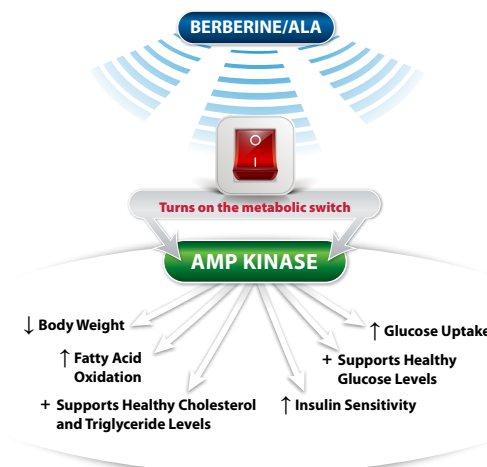 BERBERINE/ALA
Turns on the metabolic switch
AMP KINASE
↓ Body Weight
↑ Fatty Acid
Oxidation
+ Supports Healthy Cholesterol
and Triglyceride Levels
↑ Glucose Uptake
+ Supports Healthy
Glucose Levels
↑ Insulin Sensitivity